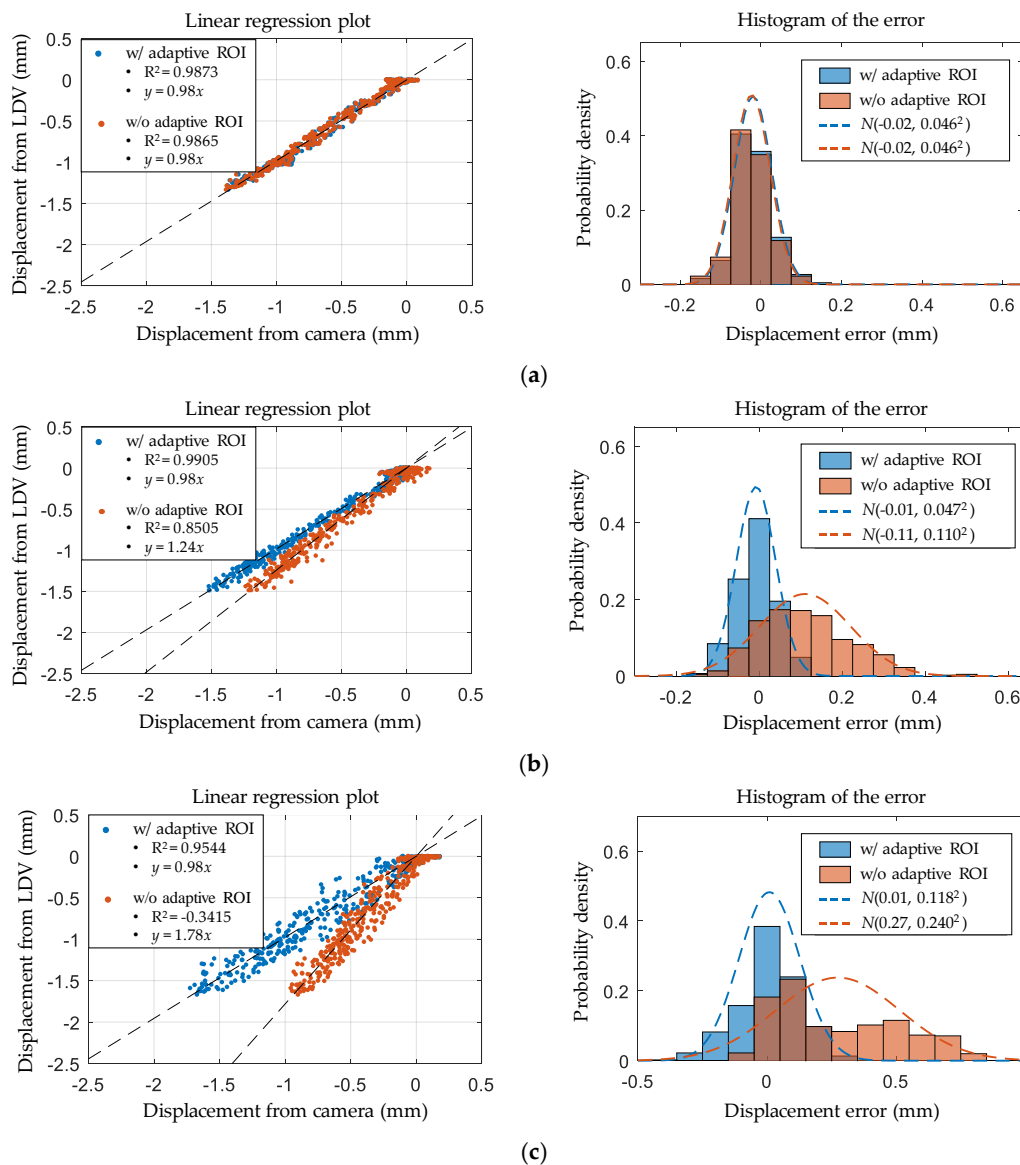 Linear regression plot
Displacement from LDV (mm)
0.5
0
-0.5
-1
-1.5
-2
-2.5
w/ adaptive ROI
• R² = 0.9873
• y = 0.98x
w/o adaptive ROI
• R² = 0.9865
• y = 0.98x
-2.5 -2 -1.5 -1 -0.5 0 0.5
Displacement from camera (mm)
Histogram of the error
Probability density
0.6
0.4
0.2
0
w/ adaptive ROI
w/o adaptive ROI
N(-0.02, 0.046²)
N(-0.02, 0.046²)
-0.2 0 0.2 0.4 0.6
Displacement error (mm)
(a)
Linear regression plot
Displacement from LDV (mm)
0.5
0
-0.5
-1
-1.5
-2
-2.5
w/ adaptive ROI
• R² = 0.9905
• y = 0.98x
w/o adaptive ROI
• R² = 0.8505
• y = 1.24x
-2.5 -2 -1.5 -1 -0.5 0 0.5
Displacement from camera (mm)
Histogram of the error
Probability density
0.6
0.4
0.2
0
w/ adaptive ROI
w/o adaptive ROI
N(-0.01, 0.047²)
N(-0.11, 0.110²)
-0.2 0 0.2 0.4 0.6
Displacement error (mm)
(b)
Linear regression plot
Displacement from LDV (mm)
0.5
0
-0.5
-1
-1.5
-2
-2.5
w/ adaptive ROI
• R² = 0.9544
• y = 0.98x
w/o adaptive ROI
• R² = -0.3415
• y = 1.78x
-2.5 -2 -1.5 -1 -0.5 0 0.5
Displacement from camera (mm)
Histogram of the error
Probability density
0.6
0.4
0.2
0
w/ adaptive ROI
w/o adaptive ROI
N(0.01, 0.118²)
N(0.27, 0.240²)
-0.5 0 0.5
Displacement error (mm)
(c)